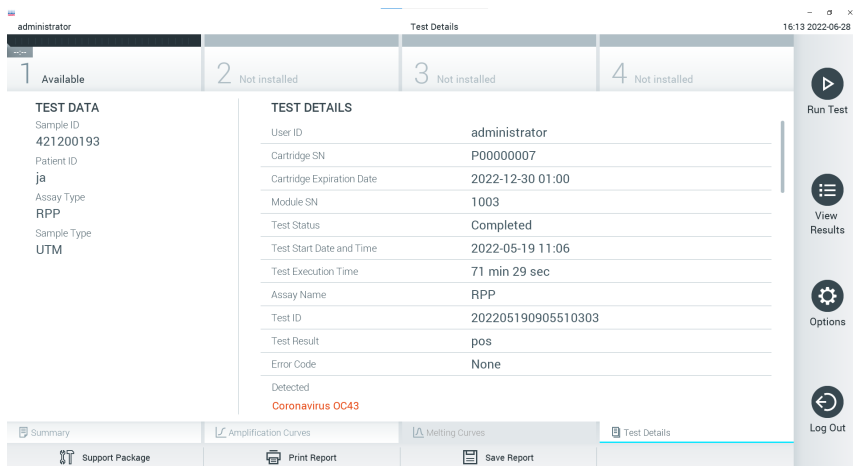 administrator
Test Details
16:13 2022-06-28
--:--
1 Available
2 Not installed
3 Not installed
4 Not installed
TEST DATA
Sample ID
421200193
Patient ID
ja
Assay Type
RPP
Sample Type
UTM
TEST DETAILS
User ID administrator
Cartridge SN P00000007
Cartridge Expiration Date 2022-12-30 01:00
Module SN 1003
Test Status Completed
Test Start Date and Time 2022-05-19 11:06
Test Execution Time 71 min 29 sec
Assay Name RPP
Test ID 202205190905510303
Test Result pos
Error Code None
Detected
Coronavirus OC43
Run Test
View
Results
Options
Log Out
Summary
Amplification Curves
Melting Curves
Test Details
Support Package
Print Report
Save Report